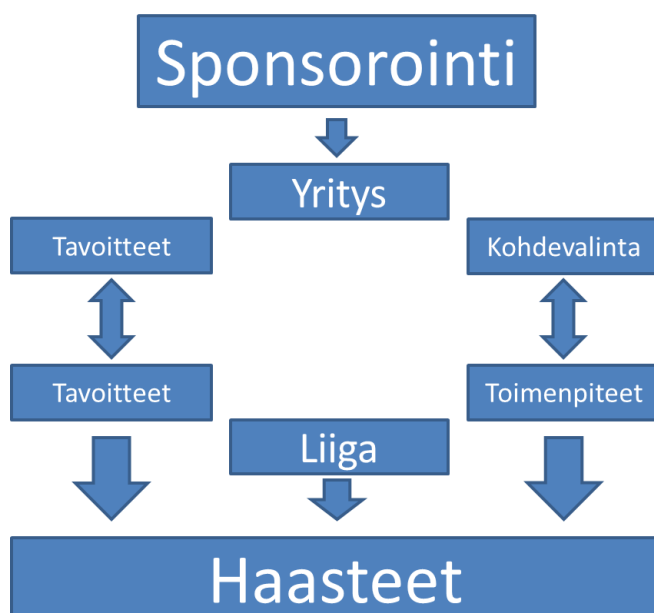 Sponsorointi
Yritys
Tavoitteet
Kohdevalinta
Tavoitteet
Toimenpiteet
Liiga
Haasteet